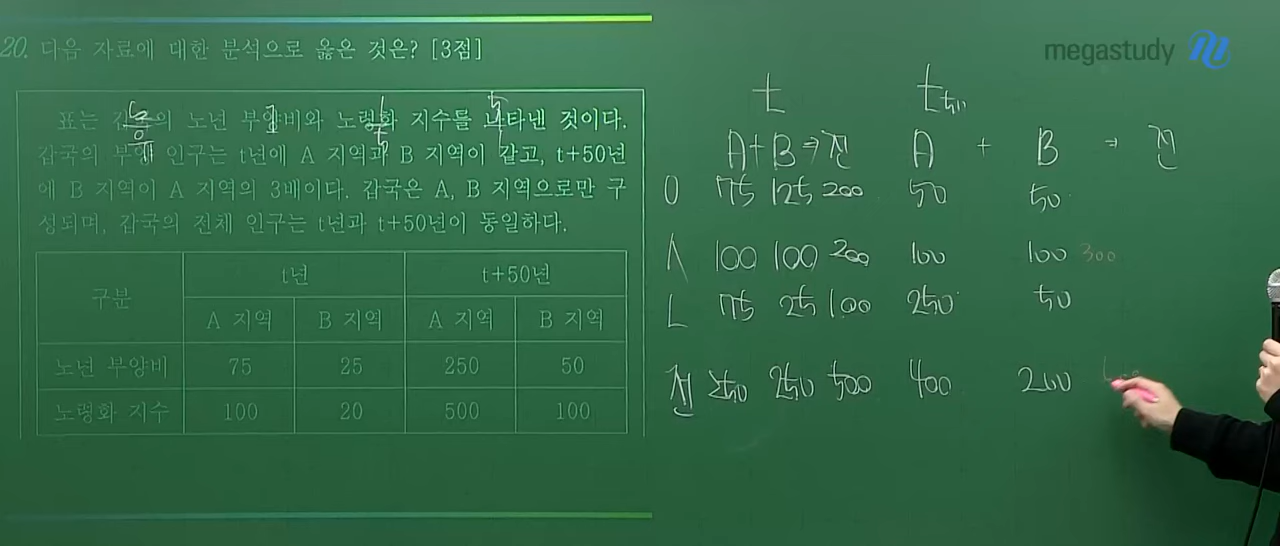 20. 다음 자료에 대한 분석으로 옳은 것은? [3점]
megastudy
표는 갑국의 노년 부양비와 노령화 지수를 나타낸 것이다.
갑국의 부양 인구는 t년에 A 지역과 B 지역이 같고, t+50년
에 B 지역이 A 지역의 3배이다. 갑국은 A, B 지역으로만 구
성되며, 갑국의 전체 인구는 t년과 t+50년이 동일하다.
구분 t년 t+50년
A 지역 B 지역 A 지역 B 지역
노년 부양비 75 25 250 50
노령화 지수 100 20 500 100
t t+50
A+B⇒전 A + B ⇒ 전
0 75 125 200 50 50
100 100 200 100 100 300
75 25 100 250 50
전 250 250 500 400 200